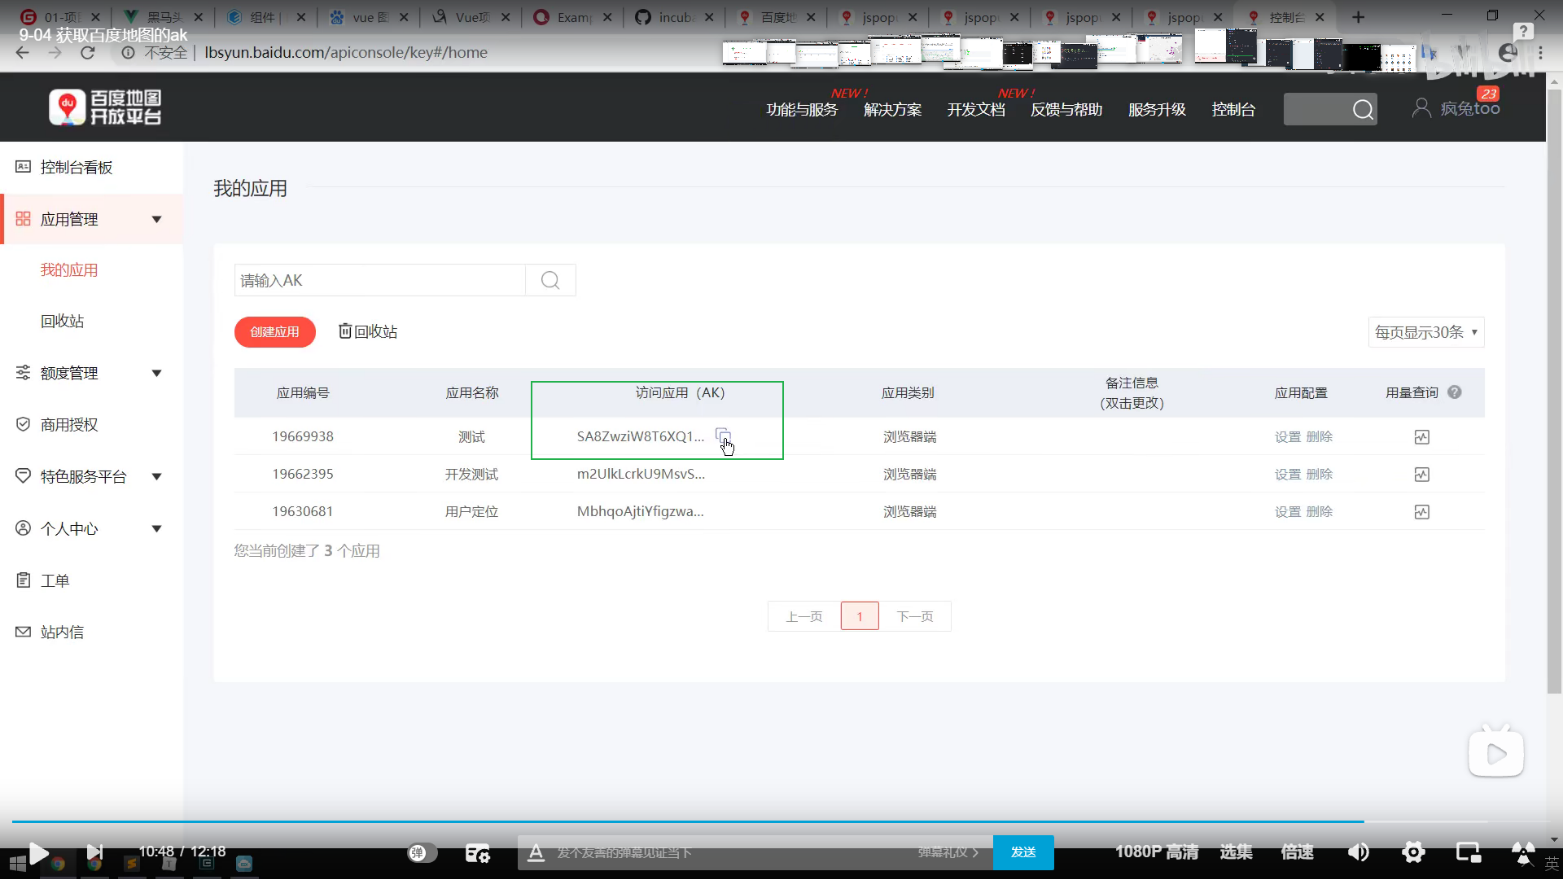 01-项
黑马头
组件 (
vue 图
Vue项
Examp
incub
百度地
jspop
jspop
jspop
jspop
控制台
9-04 获取百度地图的ak
不安全 | lbsyun.baidu.com/apiconsole/key#/home
du
百度地图
开放平台
功能与服务
NEW !
解决方案
开发文档
NEW !
反馈与帮助
服务升级
控制台
疯兔too
23
控制台看板
应用管理
我的应用
回收站
额度管理
商用授权
特色服务平台
个人中心
工单
站内信
我的应用
请输入AK
创建应用
回收站
每页显示30条
应用编号 应用名称 访问应用（AK） 应用类别 备注信息 (双击更改) 应用配置 用量查询
19669938 测试 SA8ZwziW8T6XQ1... 浏览器端 设置 删除
19662395 开发测试 m2UlkLcrkU9MsvS... 浏览器端 设置 删除
19630681 用户定位 MbhqoAjtiYfigzwa... 浏览器端 设置 删除
您当前创建了 3 个应用
上一页 1 下一页
10:48 / 12:18
弹
A 发个友善的弹幕见证当下
弹幕礼仪 >
发送
1080P 高清
选集
倍速
英